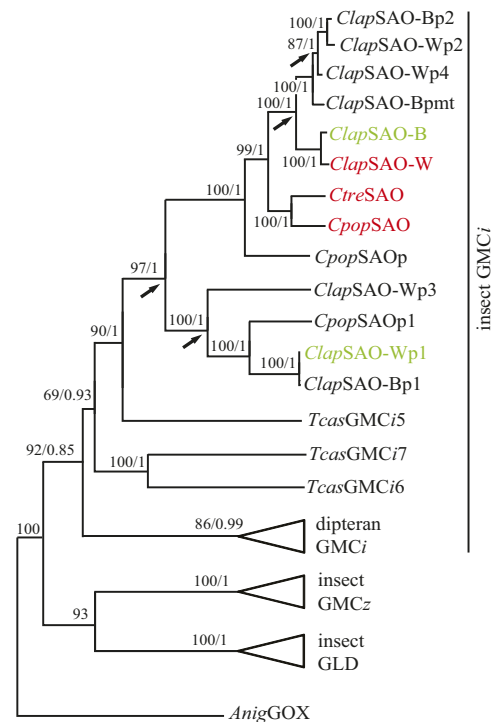 100/1
ClapSAO-Bp2
87/1
ClapSAO-Wp2
ClapSAO-Wp4
100/1
ClapSAO-Bpmt
100/1
ClapSAO-B
99/1
100/1
ClapSAO-W
CtreSAO
100/1
100/1
CpopSAO
CpopSAOp
97/1
ClapSAO-Wp3
100/1
CpopSAOp1
90/1
100/1
ClapSAO-Wp1
100/1
ClapSAO-Bp1
69/0.93
TcasGMCi5
92/0.85
TcasGMCi7
100/1
TcasGMCi6
insect GMCi
100
86/0.99
dipteran
GMCi
100/1
insect
GMCz
93
100/1
insect
GLD
AnigGOX